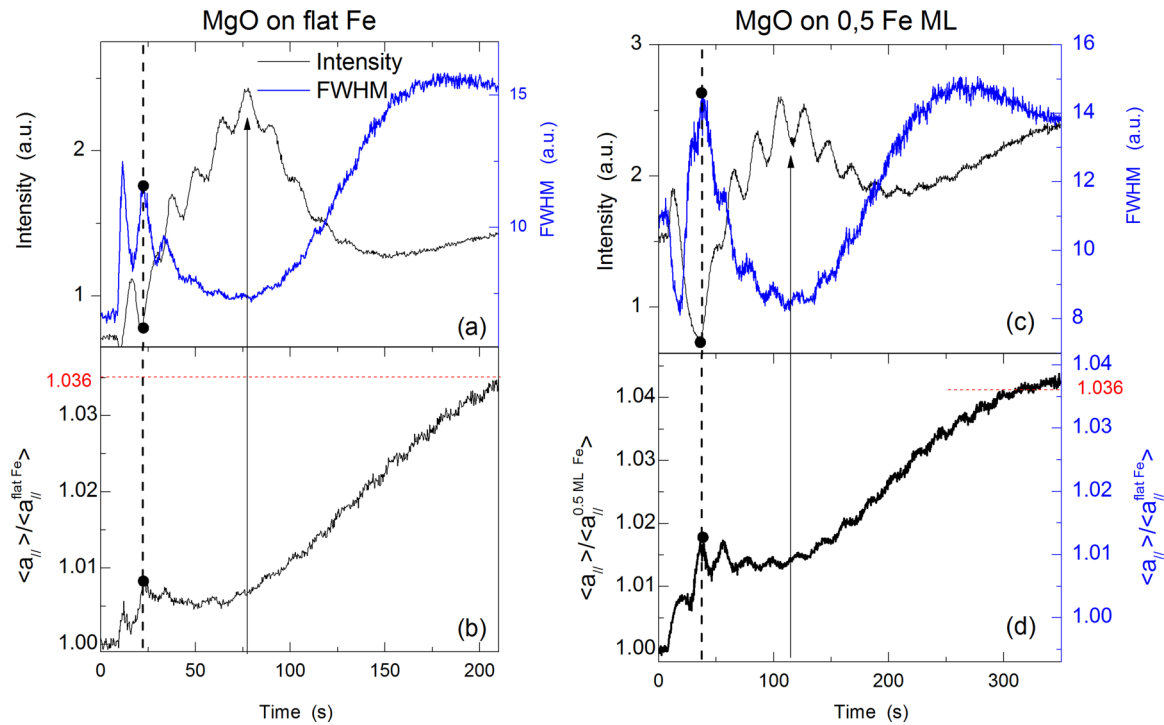 MgO on flat Fe
MgO on 0,5 Fe ML
Intensity
FWHM
Intensity (a.u.)
2
1
FWHM (a.u.)
15
10
(a)
<a//>/<a//flat Fe>
1.036
1.03
1.02
1.01
1.00
(b)
0 50 100 150 200
Time (s)
Intensity (a.u.)
3
2
1
FWHM (a.u.)
16
14
12
10
8
(c)
<a//>/<a//0.5 ML Fe>
1.04
1.03
1.02
1.01
1.00
<a//>/<a//flat Fe>
1.04
1.036
1.03
1.02
1.01
1.00
(d)
0 100 200 300
Time (s)